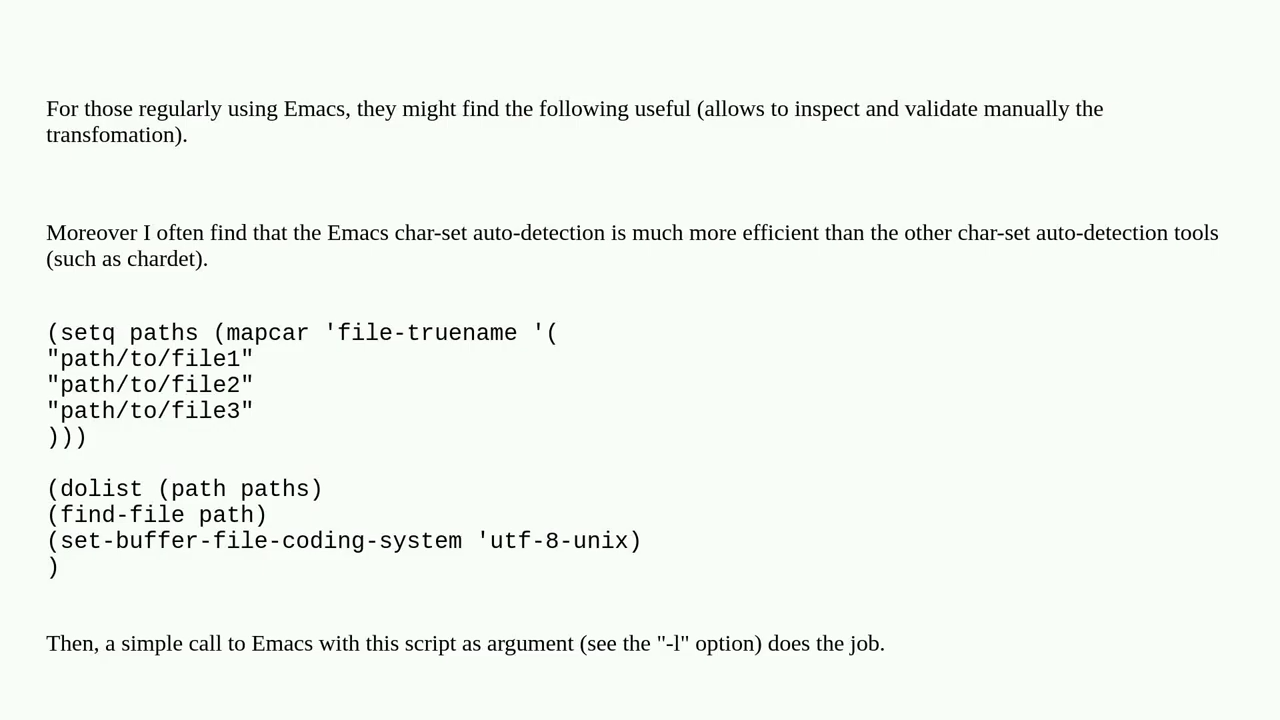 For those regularly using Emacs, they might find the following useful (allows to inspect and validate manually the
transfomation).
Moreover I often find that the Emacs char-set auto-detection is much more efficient than the other char-set auto-detection tools
(such as chardet).
(setq paths (mapcar 'file-truename '(
"path/to/file1"
"path/to/file2"
"path/to/file3"
)))
(dolist (path paths)
(find-file path)
(set-buffer-file-coding-system 'utf-8-unix)
)
Then, a simple call to Emacs with this script as argument (see the "-l" option) does the job.